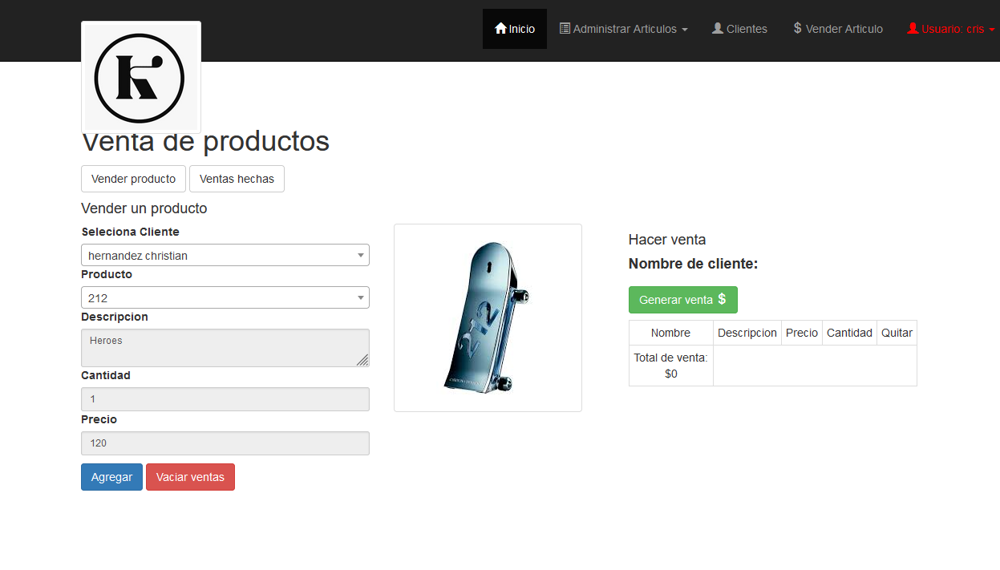 Inicio
Administrar Articulos
Clientes
$ Vender Articulo
Usuario: cris
K
Venta de productos
Vender producto
Ventas hechas
Vender un producto
Seleciona Cliente
hernandez christian
Producto
212
Descripcion
Heroes
Cantidad
1
Precio
120
Agregar
Vaciar ventas
212
Hacer venta
Nombre de cliente:
Generar venta $
Nombre Descripcion Precio Cantidad Quitar
Total de venta:
$0